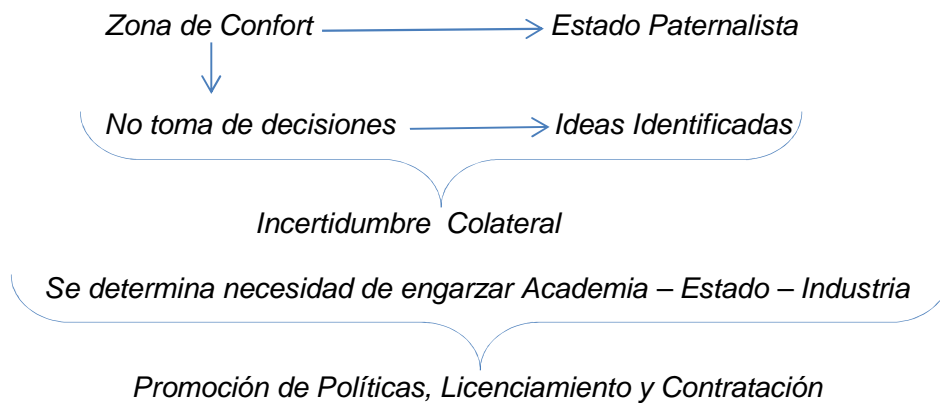 Zona de Confort Estado Paternalista
No toma de decisiones Ideas Identificadas
Incertidumbre Colateral
Se determina necesidad de engarzar Academia – Estado – Industria
Promoción de Políticas, Licenciamiento y Contratación